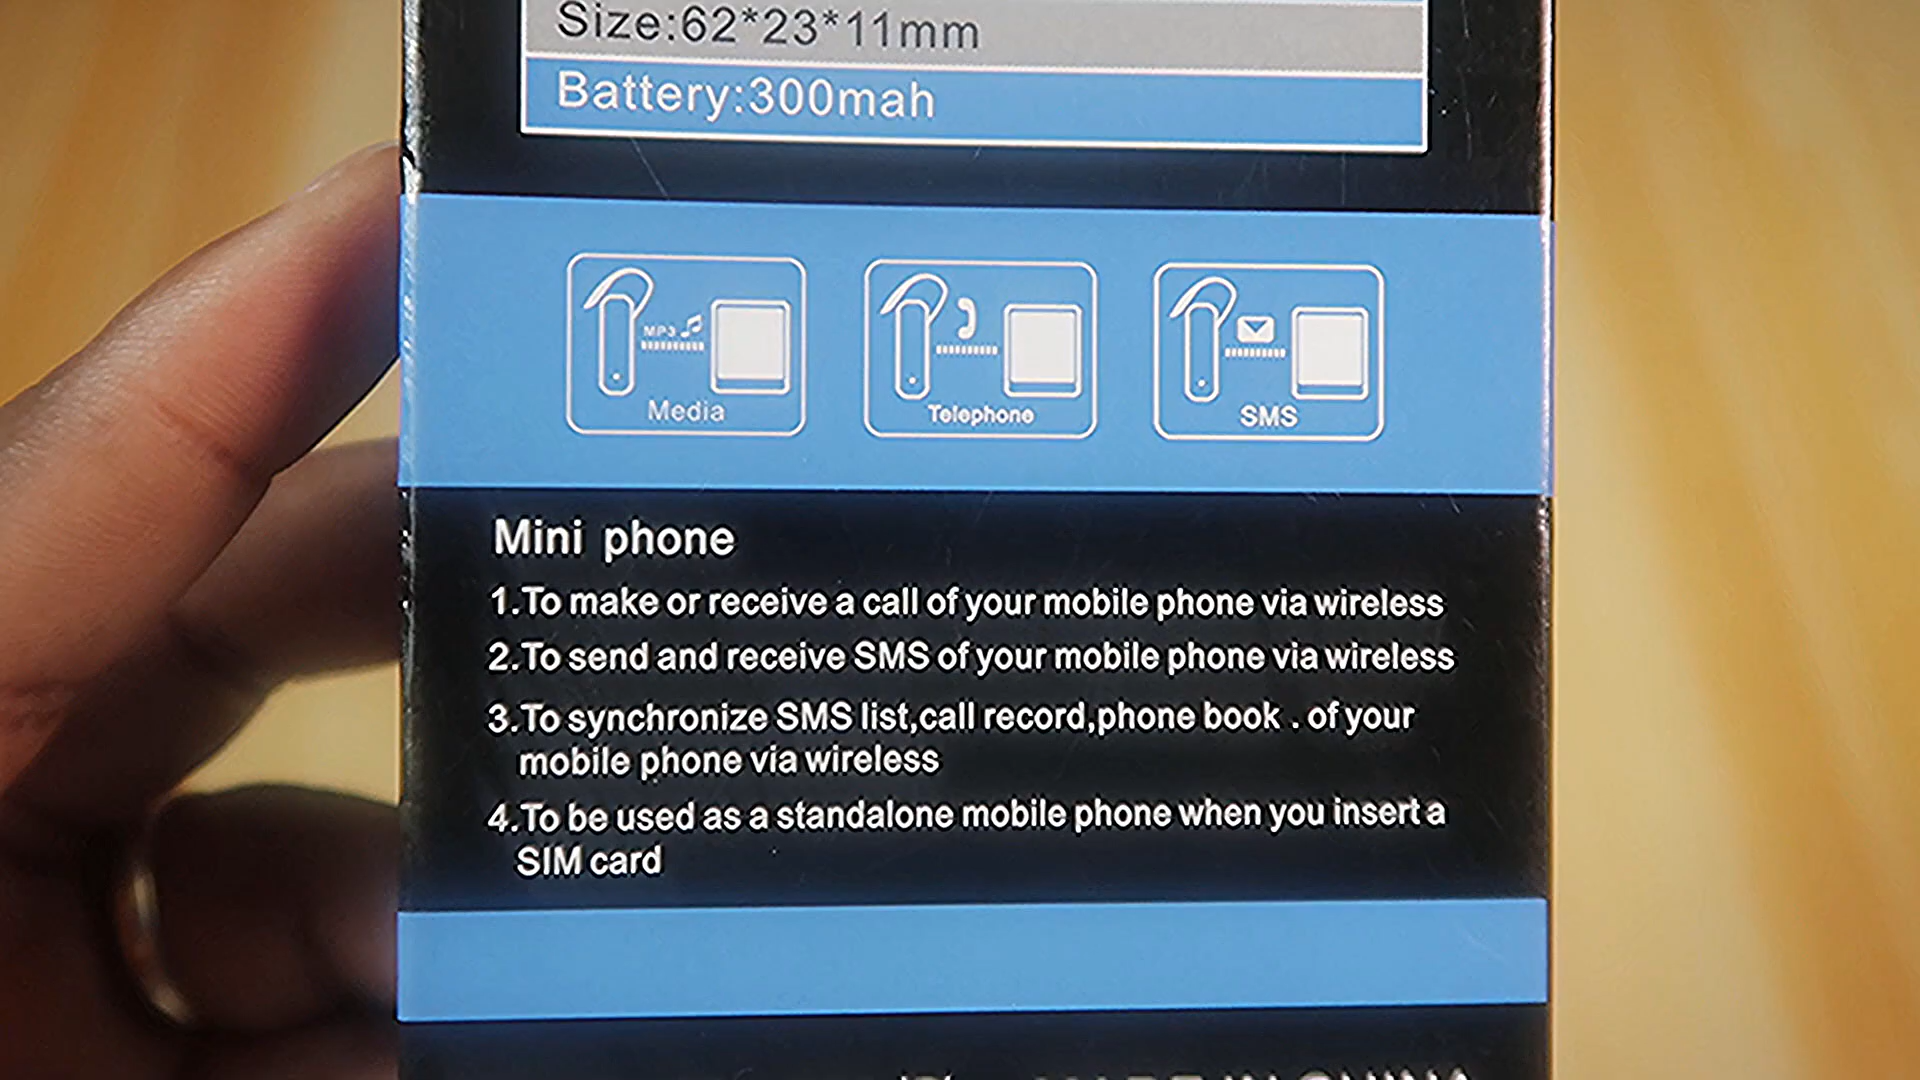 Size:62*23*11mm
Battery:300mah
MP3
Media
Telephone
SMS
Mini phone
1.To make or receive a call of your mobile phone via wireless
2.To send and receive SMS of your mobile phone via wireless
3.To synchronize SMS list,call record,phone book . of your
mobile phone via wireless
4.To be used as a standalone mobile phone when you insert a
SIM card
MADE IN CHINA